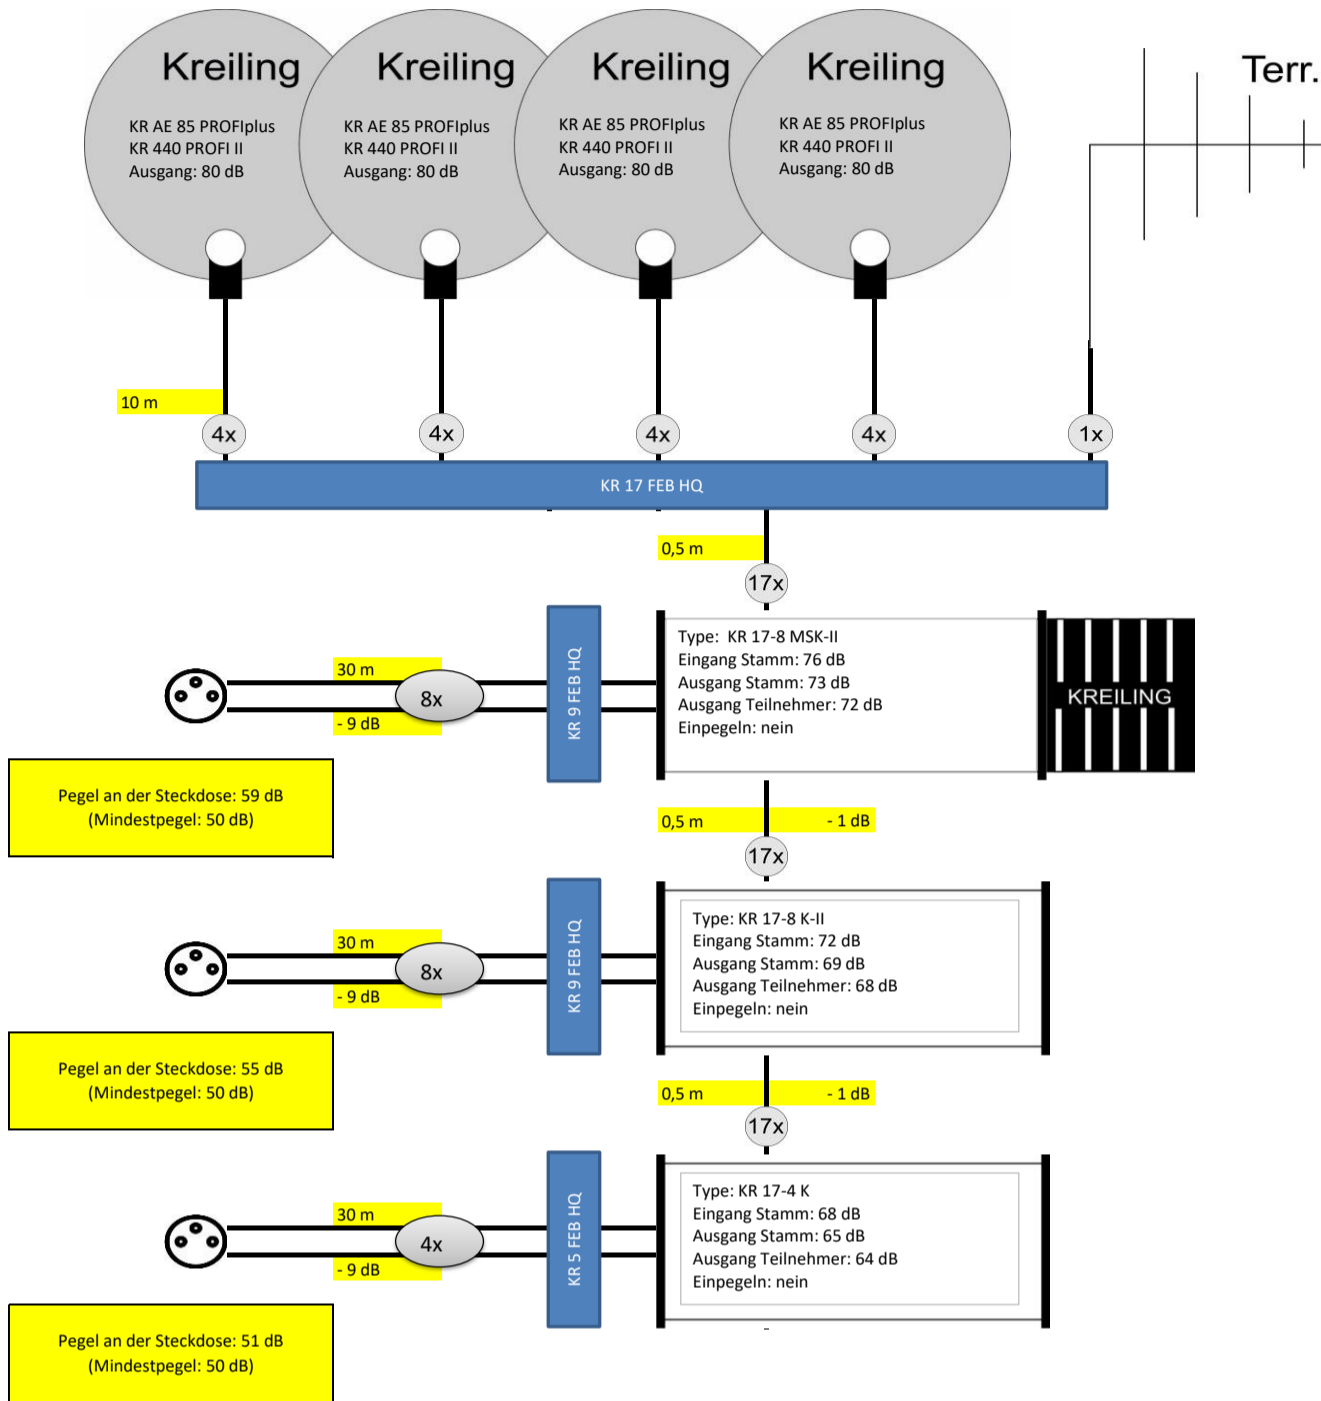 Kreiling
KR AE 85 PROFIplus
KR 440 PROFI II
Ausgang: 80 dB
Kreiling
KR AE 85 PROFIplus
KR 440 PROFI II
Ausgang: 80 dB
Kreiling
KR AE 85 PROFIplus
KR 440 PROFI II
Ausgang: 80 dB
Kreiling
KR AE 85 PROFIplus
KR 440 PROFI II
Ausgang: 80 dB
Terr.
10 m
4x
4x
4x
4x
1x
KR 17 FEB HQ
0,5 m
17x
30 m
8x
- 9 dB
KR 9 FEB HQ
Type: KR 17-8 MSK-II
Eingang Stamm: 76 dB
Ausgang Stamm: 73 dB
Ausgang Teilnehmer: 72 dB
Einpegeln: nein
KREILING
Pegel an der Steckdose: 59 dB
(Mindestpegel: 50 dB)
0,5 m
- 1 dB
17x
30 m
8x
- 9 dB
KR 9 FEB HQ
Type: KR 17-8 K-II
Eingang Stamm: 72 dB
Ausgang Stamm: 69 dB
Ausgang Teilnehmer: 68 dB
Einpegeln: nein
Pegel an der Steckdose: 55 dB
(Mindestpegel: 50 dB)
0,5 m
- 1 dB
17x
30 m
4x
- 9 dB
KR 5 FEB HQ
Type: KR 17-4 K
Eingang Stamm: 68 dB
Ausgang Stamm: 65 dB
Ausgang Teilnehmer: 64 dB
Einpegeln: nein
Pegel an der Steckdose: 51 dB
(Mindestpegel: 50 dB)